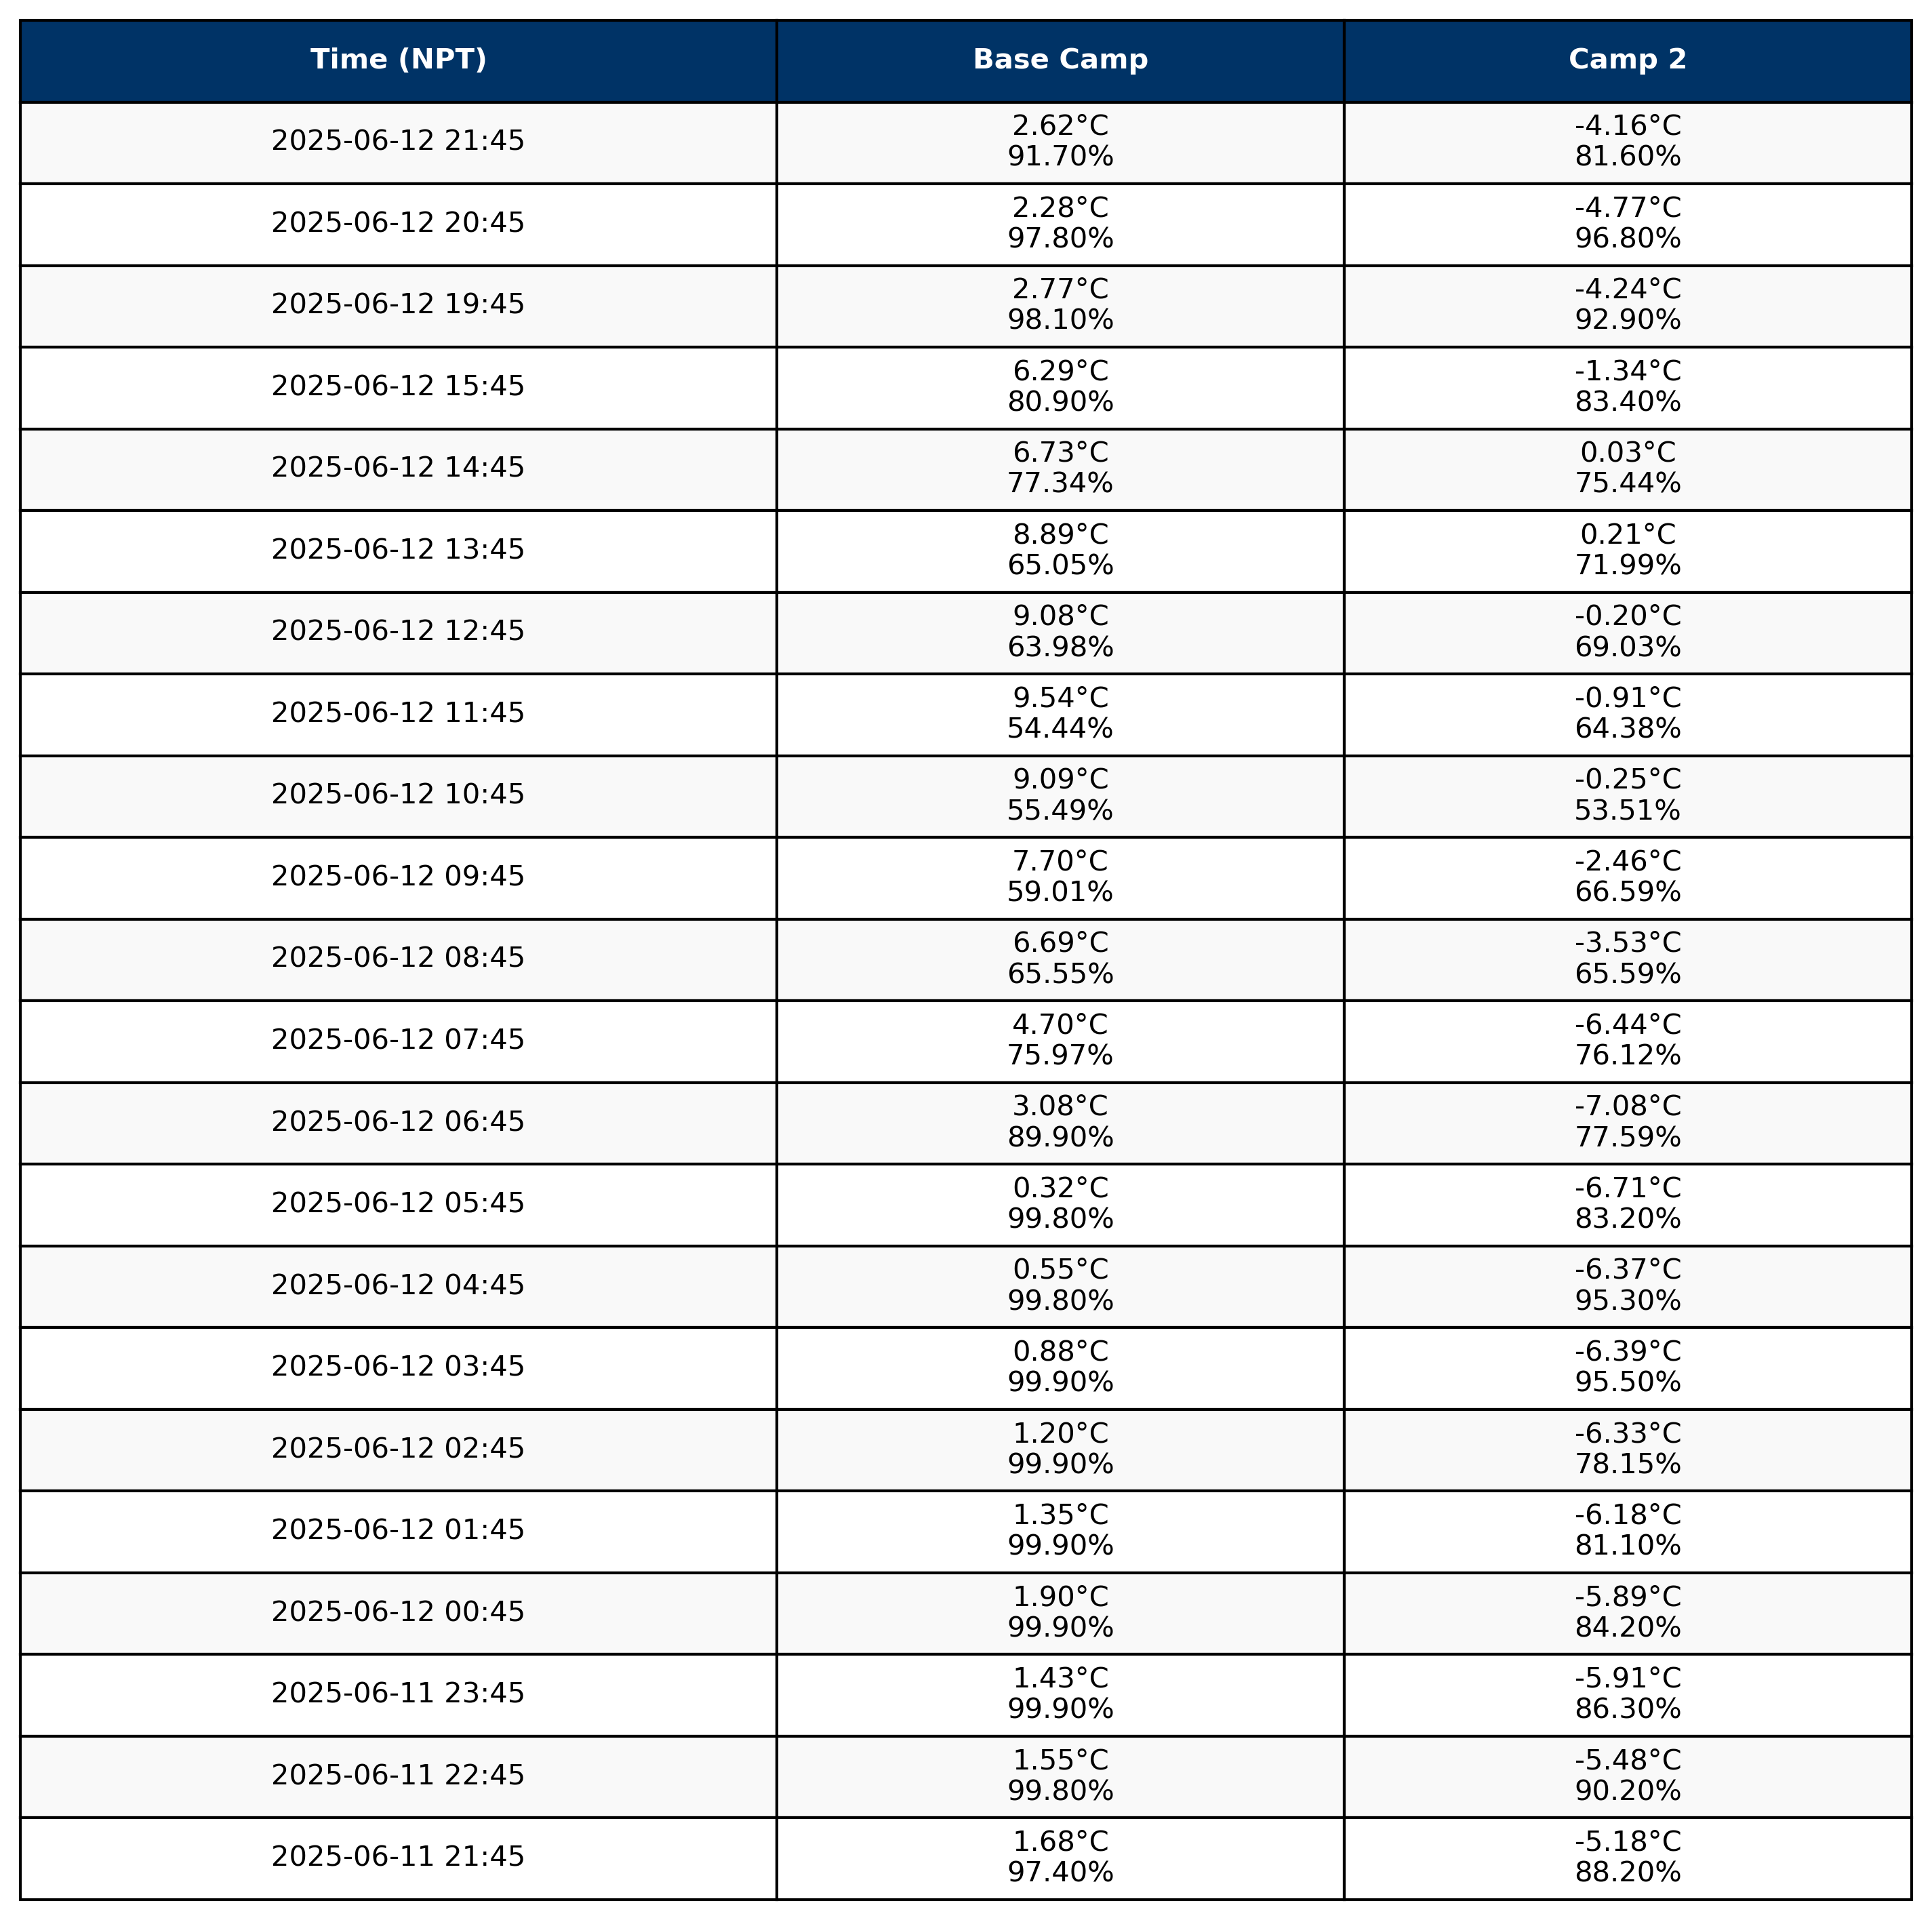 Time (NPT) Base Camp Camp 2
2025-06-12 21:45 2.62°C -4.16°C
91.70% 81.60%
2025-06-12 20:45 2.28°C -4.77°C
97.80% 96.80%
2025-06-12 19:45 2.77°C -4.24°C
98.10% 92.90%
2025-06-12 15:45 6.29°C -1.34°C
80.90% 83.40%
2025-06-12 14:45 6.73°C 0.03°C
77.34% 75.44%
2025-06-12 13:45 8.89°C 0.21°C
65.05% 71.99%
2025-06-12 12:45 9.08°C -0.20°C
63.98% 69.03%
2025-06-12 11:45 9.54°C -0.91°C
54.44% 64.38%
2025-06-12 10:45 9.09°C -0.25°C
55.49% 53.51%
2025-06-12 09:45 7.70°C -2.46°C
59.01% 66.59%
2025-06-12 08:45 6.69°C -3.53°C
65.55% 65.59%
2025-06-12 07:45 4.70°C -6.44°C
75.97% 76.12%
2025-06-12 06:45 3.08°C -7.08°C
89.90% 77.59%
2025-06-12 05:45 0.32°C -6.71°C
99.80% 83.20%
2025-06-12 04:45 0.55°C -6.37°C
99.80% 95.30%
2025-06-12 03:45 0.88°C -6.39°C
99.90% 95.50%
2025-06-12 02:45 1.20°C -6.33°C
99.90% 78.15%
2025-06-12 01:45 1.35°C -6.18°C
99.90% 81.10%
2025-06-12 00:45 1.90°C -5.89°C
99.90% 84.20%
2025-06-11 23:45 1.43°C -5.91°C
99.90% 86.30%
2025-06-11 22:45 1.55°C -5.48°C
99.80% 90.20%
2025-06-11 21:45 1.68°C -5.18°C
97.40% 88.20%